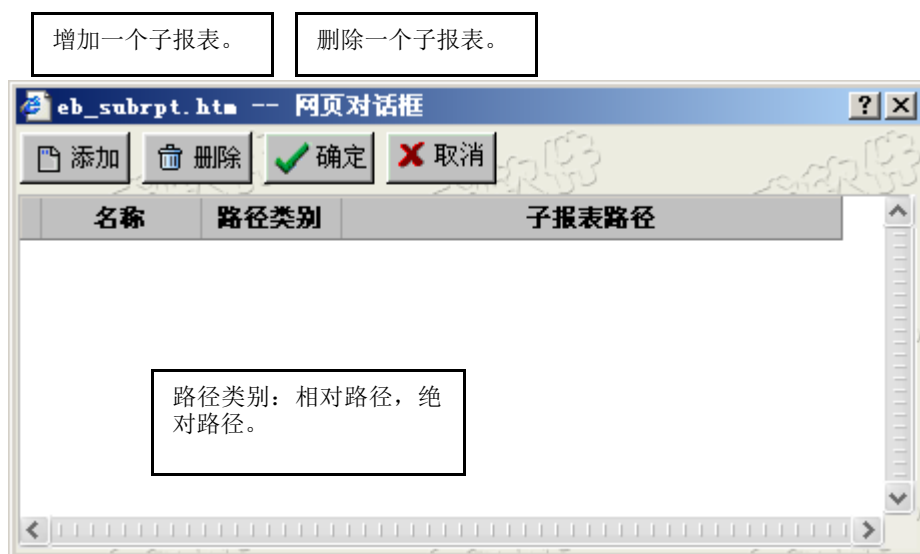 增加一个子报表。
删除一个子报表。
eb_subrpt.htm -- 网页对话框
添加 删除 确定 取消
名称 路径类别 子报表路径
路径类别：相对路径，绝
对路径。